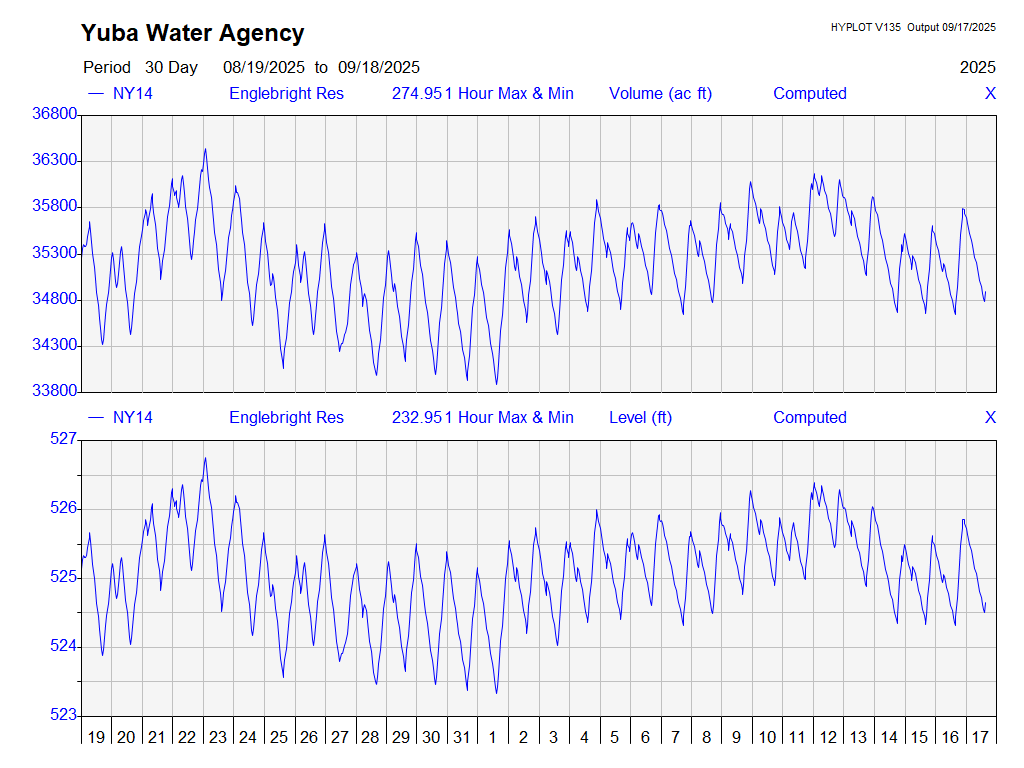 Yuba Water Agency
HYPLOT V135 Output 09/17/2025
Period 30 Day 08/19/2025 to 09/18/2025 2025
NY14 Englebright Res 274.951 Hour Max & Min Volume (ac ft) Computed X
36800
36300
35800
35300
34800
34300
33800
NY14 Englebright Res 232.951 Hour Max & Min Level (ft) Computed X
527
526
525
524
523
19 20 21 22 23 24 25 26 27 28 29 30 31 1 2 3 4 5 6 7 8 9 10 11 12 13 14 15 16 17